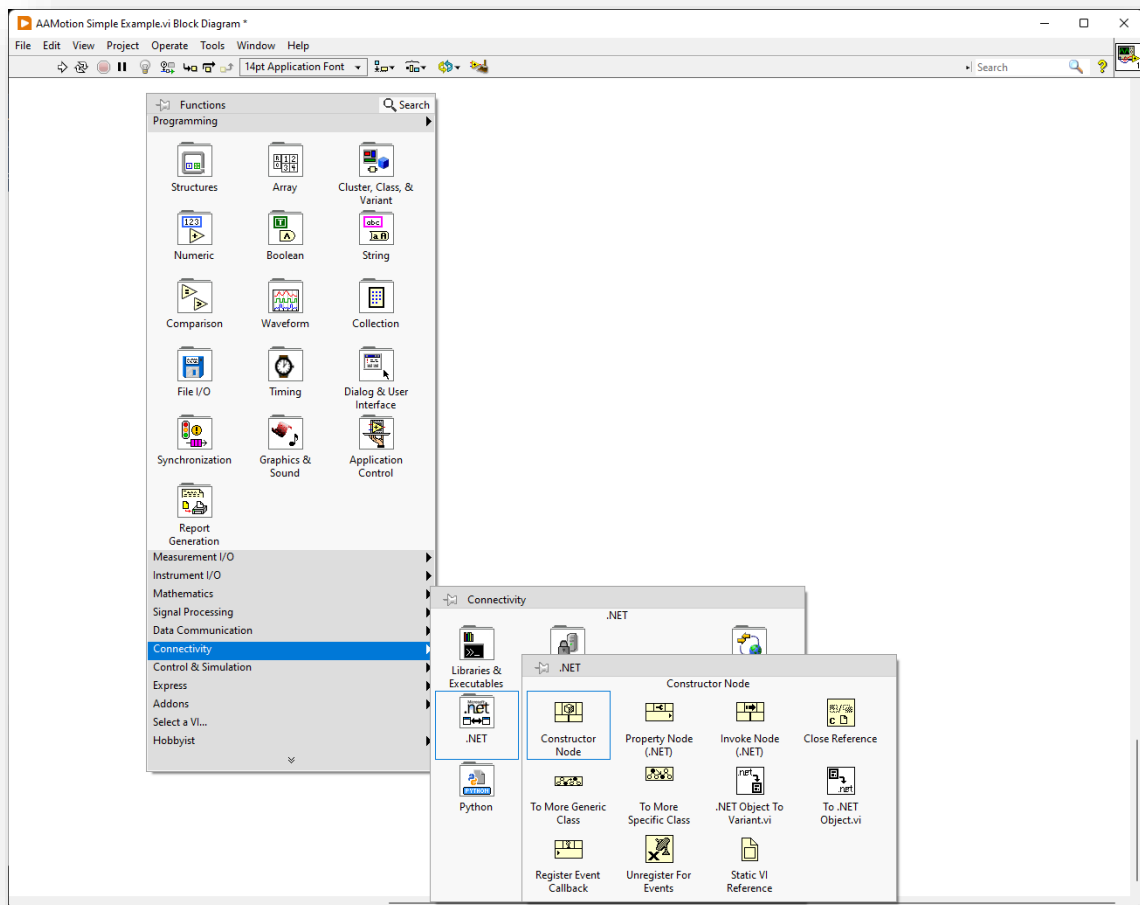 AAMotion Simple Example.vi Block Diagram *
File Edit View Project Operate Tools Window Help
14pt Application Font
Search
Functions
Search
Programming
Structures
Array
Cluster, Class, &
Variant
Numeric
Boolean
String
Comparison
Waveform
Collection
File I/O
Timing
Dialog & User
Interface
Synchronization
Graphics &
Sound
Application
Control
Report
Generation
Measurement I/O
Instrument I/O
Mathematics
Signal Processing
Data Communication
Connectivity
Control & Simulation
Express
Addons
Select a VI...
Hobbyist
Connectivity
.NET
Libraries &
Executables
.NET
Python
.NET
Constructor Node
Constructor
Node
Property Node
(.NET)
Invoke Node
(.NET)
Close Reference
To More Generic
Class
To More
Specific Class
.NET Object To
Variant.vi
To .NET
Object.vi
Register Event
Callback
Unregister For
Events
Static VI
Reference